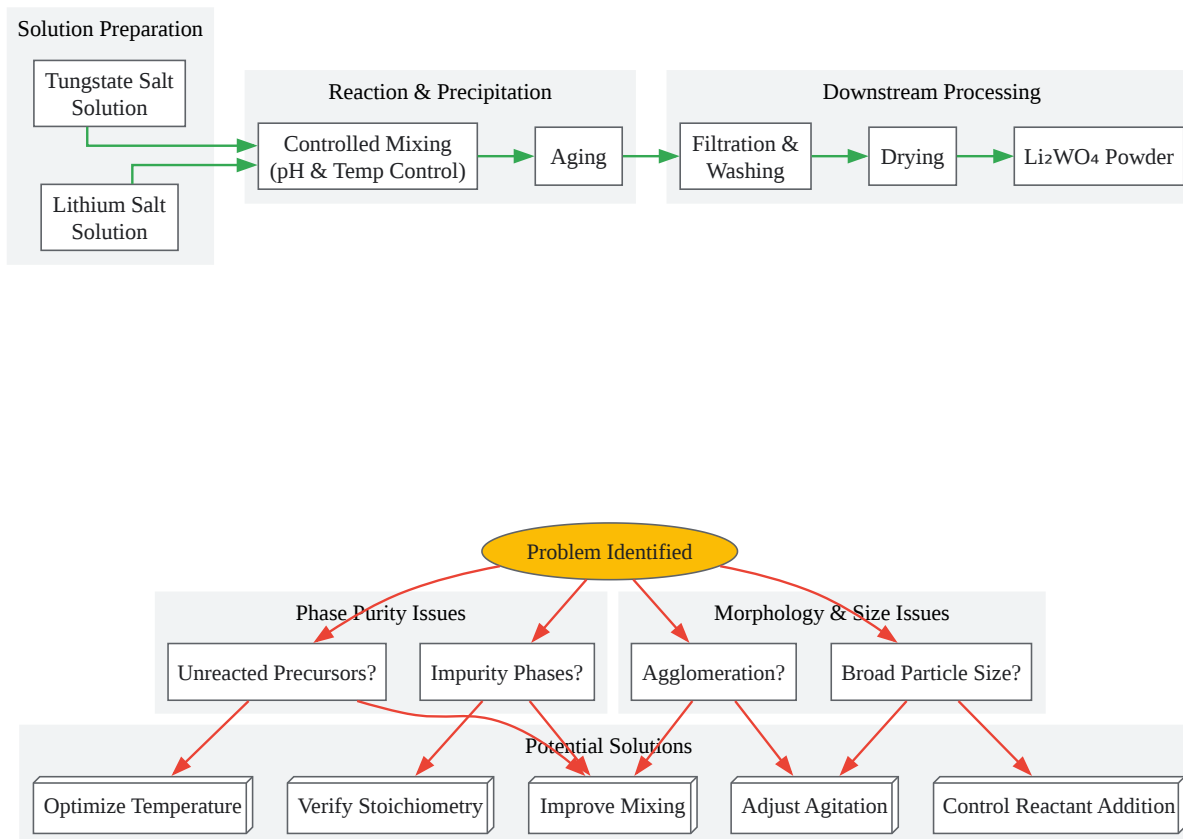 Solution Preparation
Tungstate Salt
Solution
Lithium Salt
Solution
Reaction & Precipitation
Controlled Mixing
(pH & Temp Control)
Aging
Downstream Processing
Filtration &
Washing
Drying
Li₂WO₄ Powder
Problem Identified
Phase Purity Issues
Morphology & Size Issues
Unreacted Precursors?
Impurity Phases?
Agglomeration?
Broad Particle Size?
Potential Solutions
Optimize Temperature
Verify Stoichiometry
Improve Mixing
Adjust Agitation
Control Reactant Addition